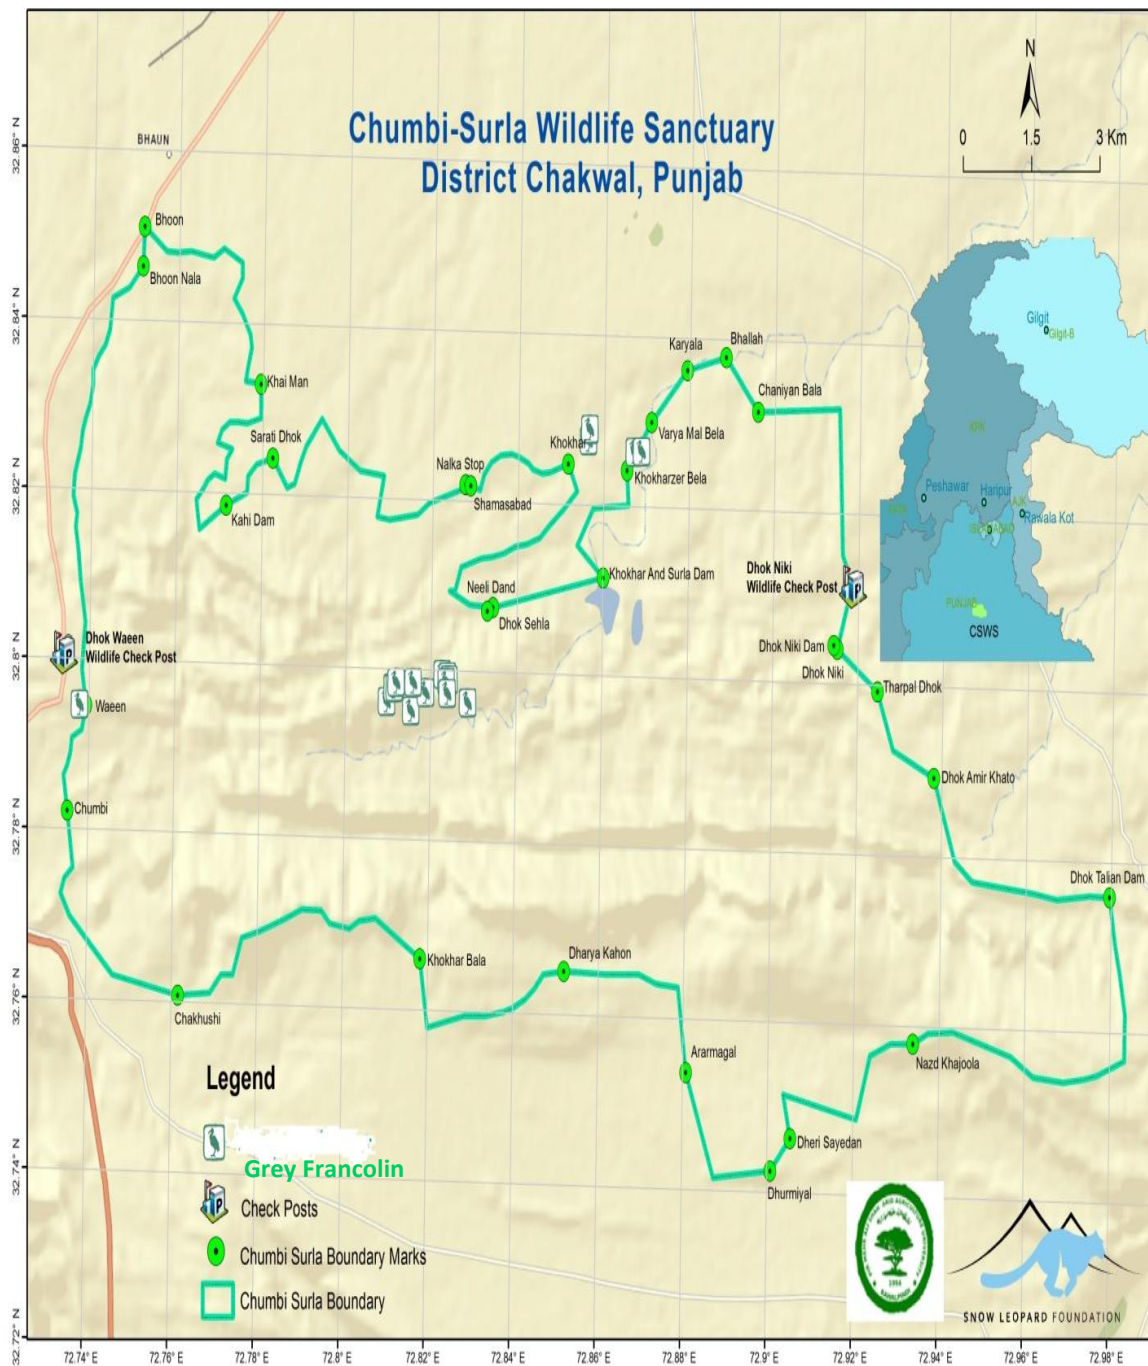 Chumbi-Surla Wildlife Sanctuary
District Chakwal, Punjab
N
0 1.5 3 Km
BHAUN
Bhoon
Bhoon Nala
Khai Man
Sarati Dhok
Kahi Dam
Nalka Stop
Shamasabad
Khokhar
Karyala
Bhallah
Chaniyan Bala
Varya Mal Bela
Khokharzer Bela
Khokhar And Surla Dam
Neeli Dand
Dhok Sehla
Dhok Niki
Wildlife Check Post
Dhok Niki Dam
Dhok Niki
Tharpal Dhok
Dhok Amir Khato
Dhok Talian Dam
Dhok Waeen
Wildlife Check Post
Waeen
Chumbi
Chakhushi
Khokhar Bala
Dharya Kahon
Ararmagal
Nazd Khajoola
Dheri Sayedan
Dhurmiyal
Gilgit
Gilgit-B
KPK
Peshawar
Haripur
AJK
Rawala Kot
FATA
ISLAMABAD
PUNJAB
CSWS
Legend
Grey Francolin
Check Posts
Chumbi Surla Boundary Marks
Chumbi Surla Boundary
SNOW LEOPARD FOUNDATION
32.86° N
32.84° N
32.82° N
32.8° N
32.78° N
32.76° N
32.74° N
32.72° N
72.74° E 72.76° E 72.78° E 72.8° E 72.82° E 72.84° E 72.86° E 72.88° E 72.9° E 72.92° E 72.94° E 72.96° E 72.98° E